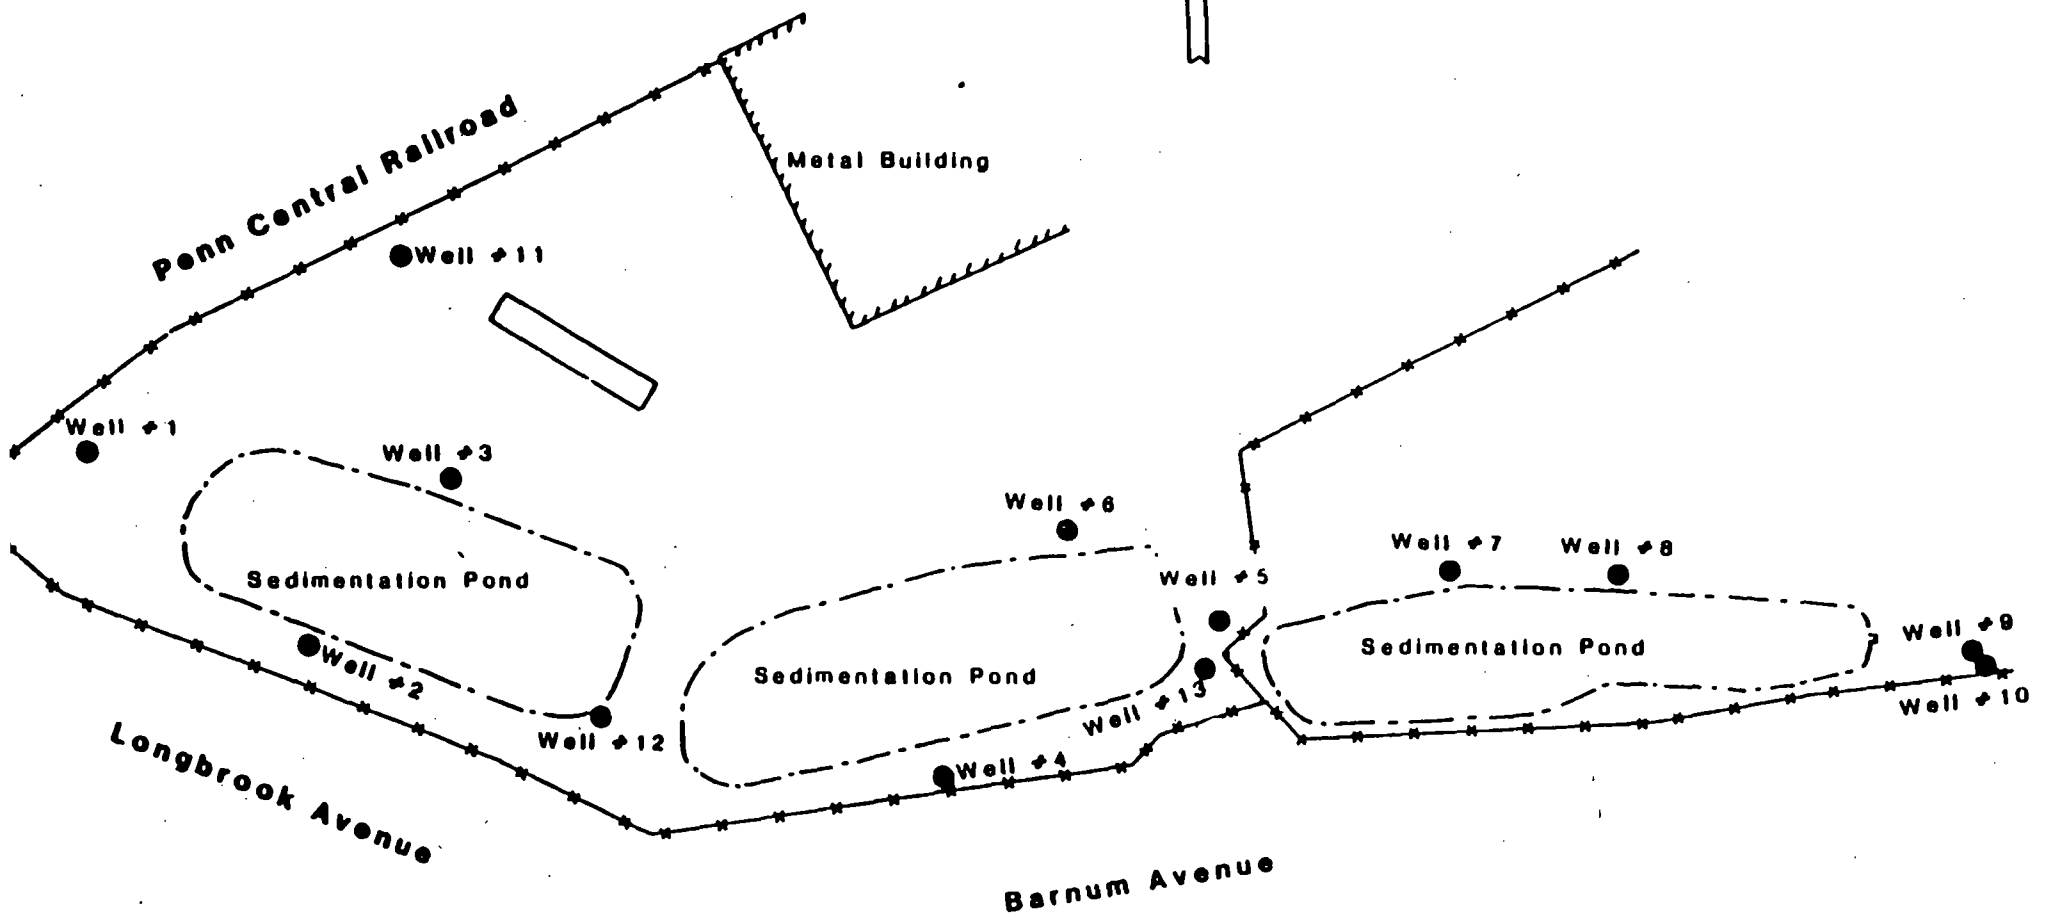 Penn Central Railroad
Metal Building
Well #11
Well #1
Well #3
Well #6
Well #7
Well #8
Well #5
Sedimentation Pond
Sedimentation Pond
Sedimentation Pond
Well #9
Well #2
Well #13
Well #10
Well #12
Well #4
Longbrook Avenue
Barnum Avenue